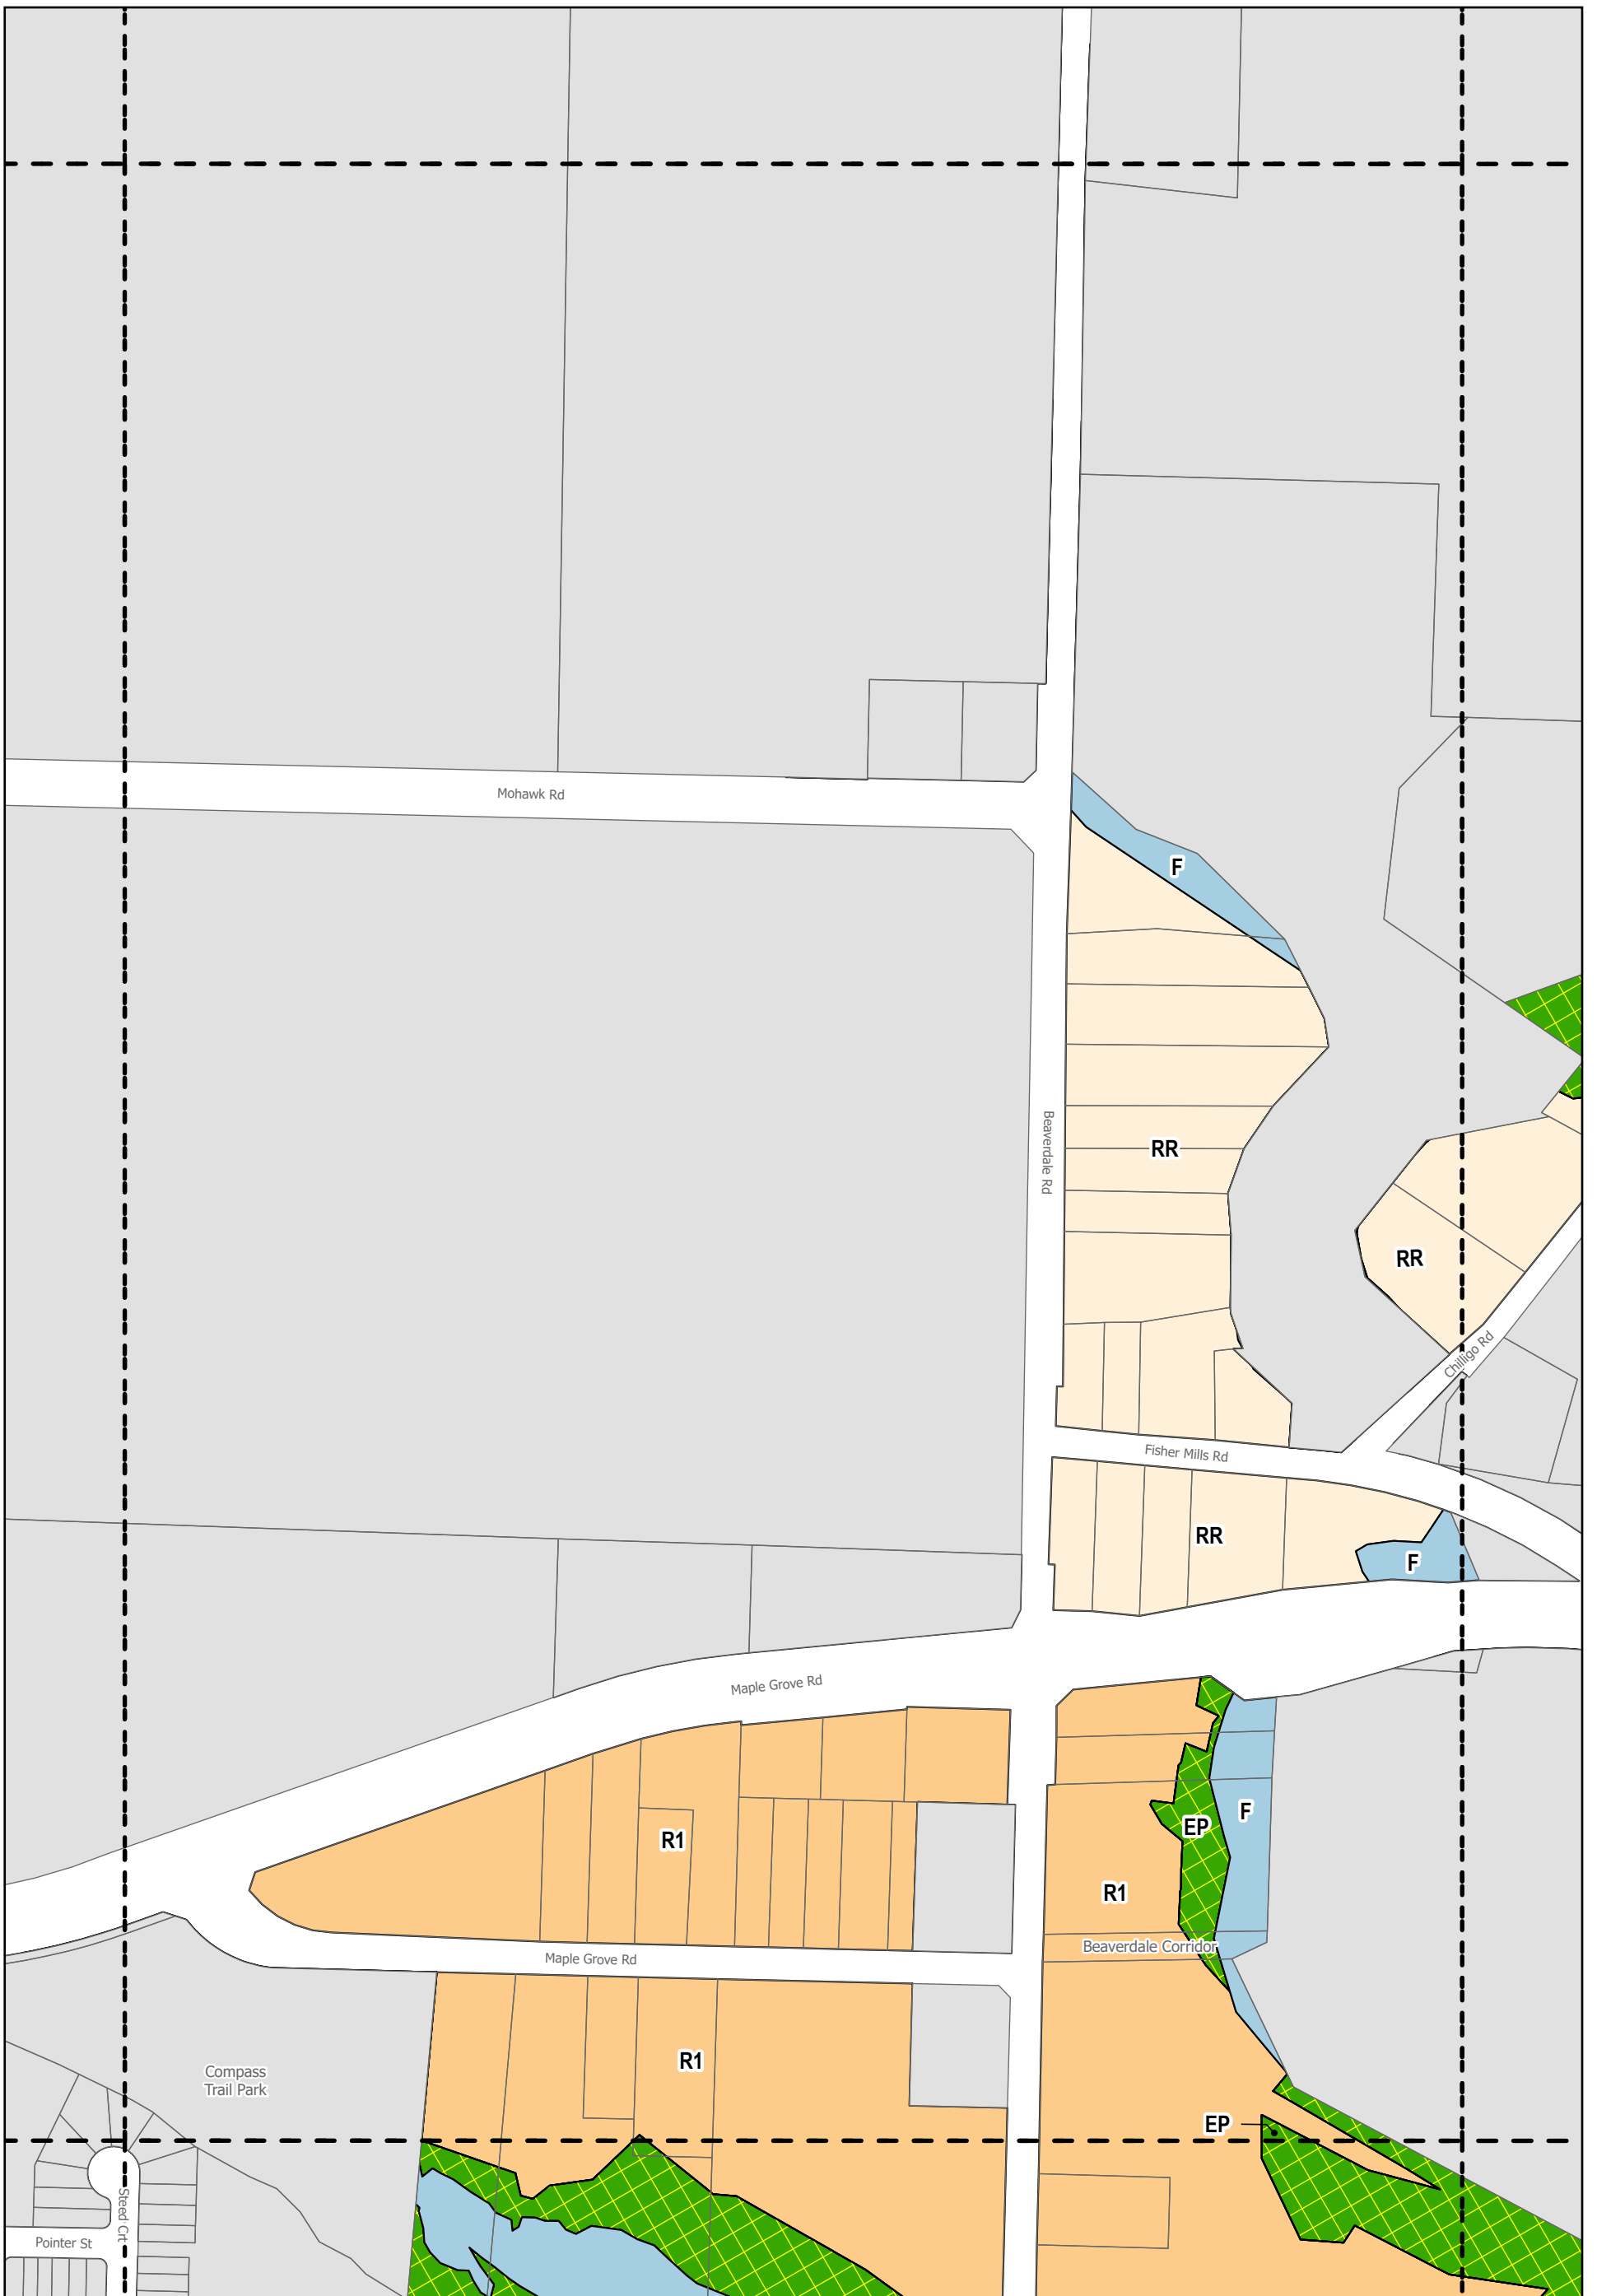 Mohawk Rd
F
Beaverdale Rd
RR
RR
Chilligo Rd
Fisher Mills Rd
RR
F
Maple Grove Rd
F
EP
R1
R1
Beaverdale Corridor
Maple Grove Rd
R1
Compass
Trail Park
EP
Steed Crt
Pointer St